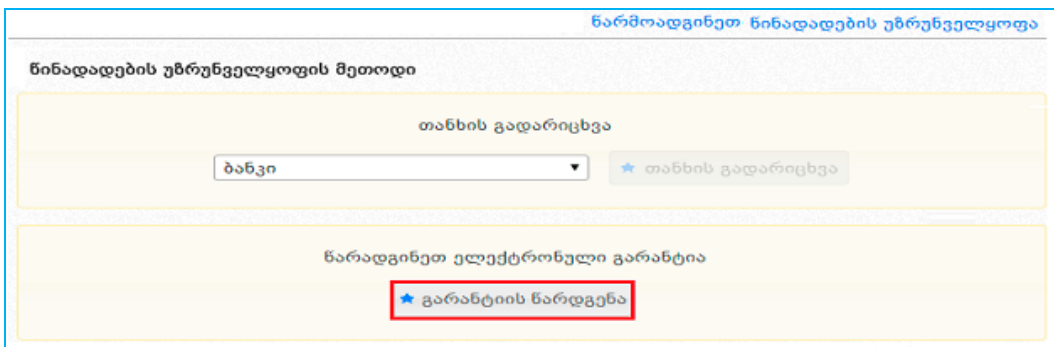 წარმოადგინეთ წინადადების უზრუნველყოფა
წინადადების უზრუნველყოფის მეთოდი
თანხის გადარიცხვა
ბანკი
თანხის გადარიცხვა
წარადგინეთ ელექტრონული გარანტია
გარანტიის წარდგენა